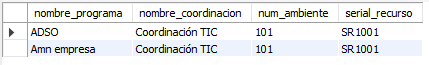 nombre_programa nombre_coordinacion num_ambiente serial_recurso
ADSO Coordinación TIC 101 SR1001
Amn empresa Coordinación TIC 101 SR1001